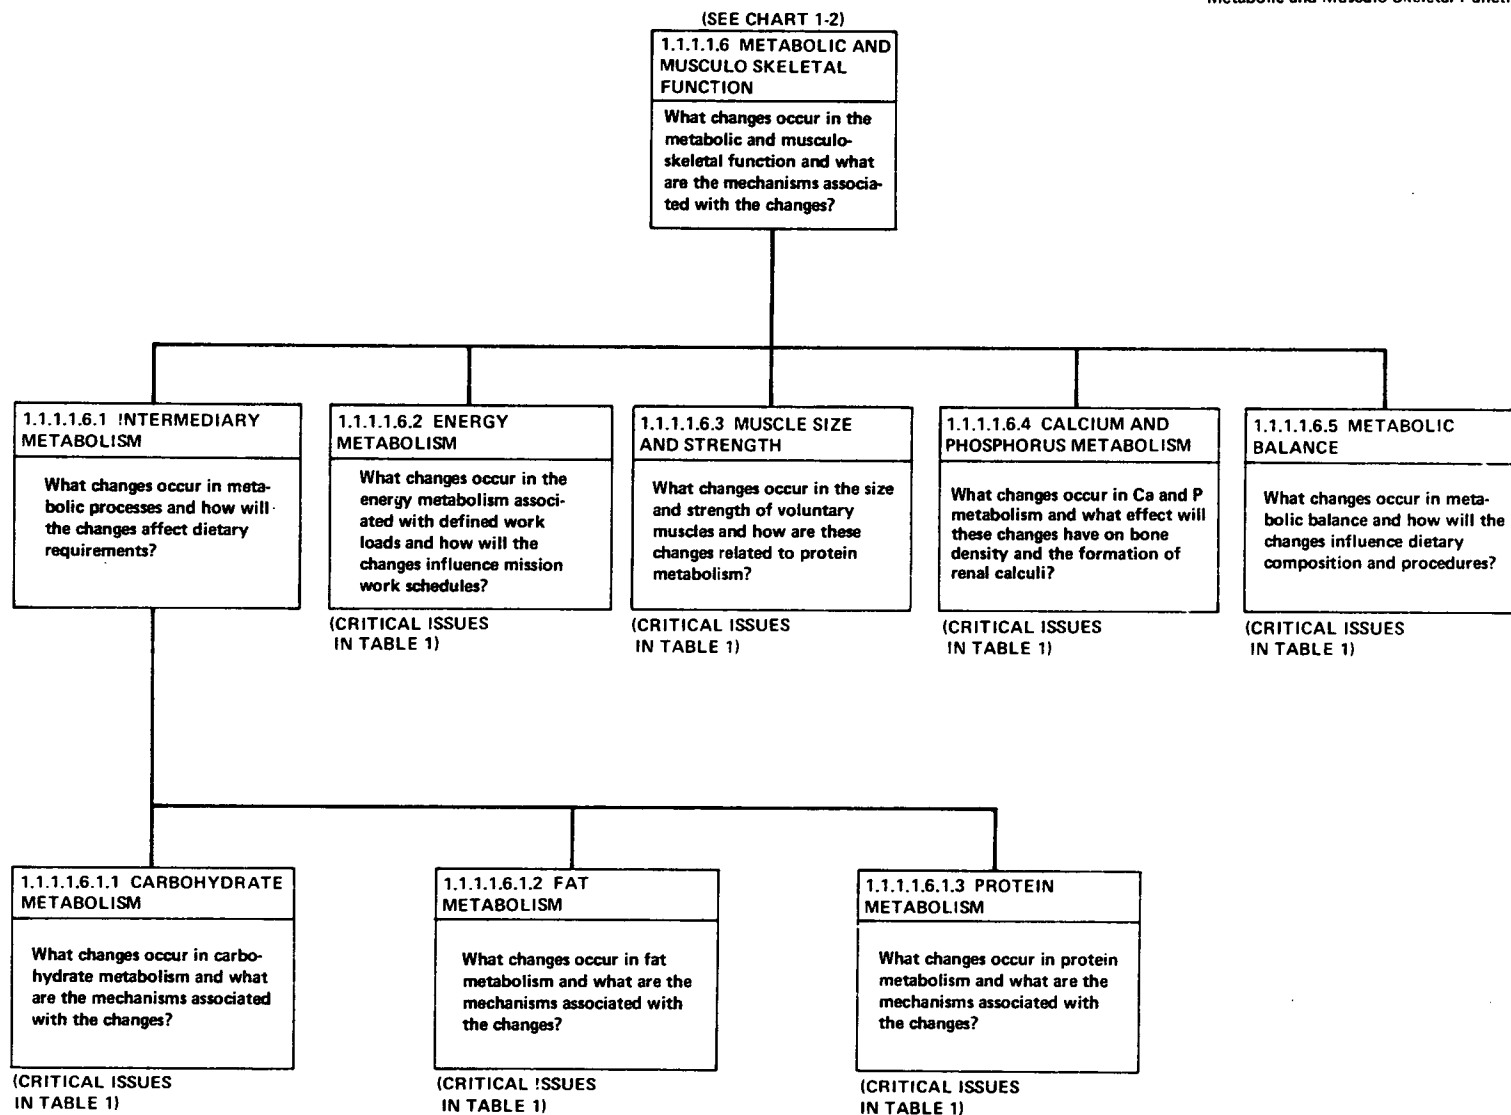 Metabolic and Musculo Skeletal Functi
(SEE CHART 1-2)
1.1.1.1.6 METABOLIC AND
MUSCULO SKELETAL
FUNCTION
What changes occur in the
metabolic and musculo-
skeletal function and what
are the mechanisms associa-
ted with the changes?
1.1.1.1.6.1 INTERMEDIARY
METABOLISM
What changes occur in meta-
bolic processes and how will
the changes affect dietary
requirements?
1.1.1.1.6.2 ENERGY
METABOLISM
What changes occur in the
energy metabolism associ-
ated with defined work
loads and how will the
changes influence mission
work schedules?
(CRITICAL ISSUES
IN TABLE 1)
1.1.1.1.6.3 MUSCLE SIZE
AND STRENGTH
What changes occur in the size
and strength of voluntary
muscles and how are these
changes related to protein
metabolism?
(CRITICAL ISSUES
IN TABLE 1)
1.1.1.1.6.4 CALCIUM AND
PHOSPHORUS METABOLISM
What changes occur in Ca and P
metabolism and what effect will
these changes have on bone
density and the formation of
renal calculi?
(CRITICAL ISSUES
IN TABLE 1)
1.1.1.1.6.5 METABOLIC
BALANCE
What changes occur in meta-
bolic balance and how will the
changes influence dietary
composition and procedures?
(CRITICAL ISSUES
IN TABLE 1)
1.1.1.1.6.1.1 CARBOHYDRATE
METABOLISM
What changes occur in carbo-
hydrate metabolism and what
are the mechanisms associated
with the changes?
(CRITICAL ISSUES
IN TABLE 1)
1.1.1.1.6.1.2 FAT
METABOLISM
What changes occur in fat
metabolism and what are the
mechanisms associated with
the changes?
(CRITICAL ISSUES
IN TABLE 1)
1.1.1.1.6.1.3 PROTEIN
METABOLISM
What changes occur in protein
metabolism and what are the
mechanisms associated with
the changes?
(CRITICAL ISSUES
IN TABLE 1)